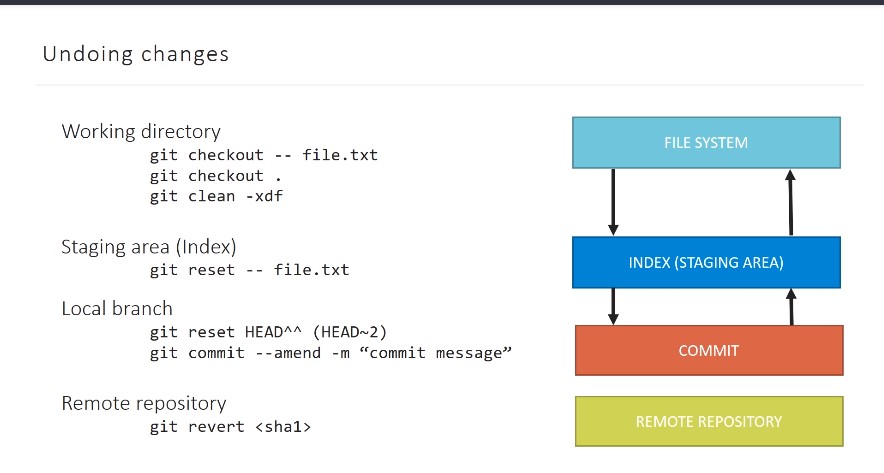 Undoing changes
Working directory
git checkout -- file.txt
git checkout .
git clean -xdf
Staging area (Index)
git reset -- file.txt
Local branch
git reset HEAD^^ (HEAD~2)
git commit --amend -m “commit message”
Remote repository
git revert <sha1>
FILE SYSTEM
INDEX (STAGING AREA)
COMMIT
REMOTE REPOSITORY